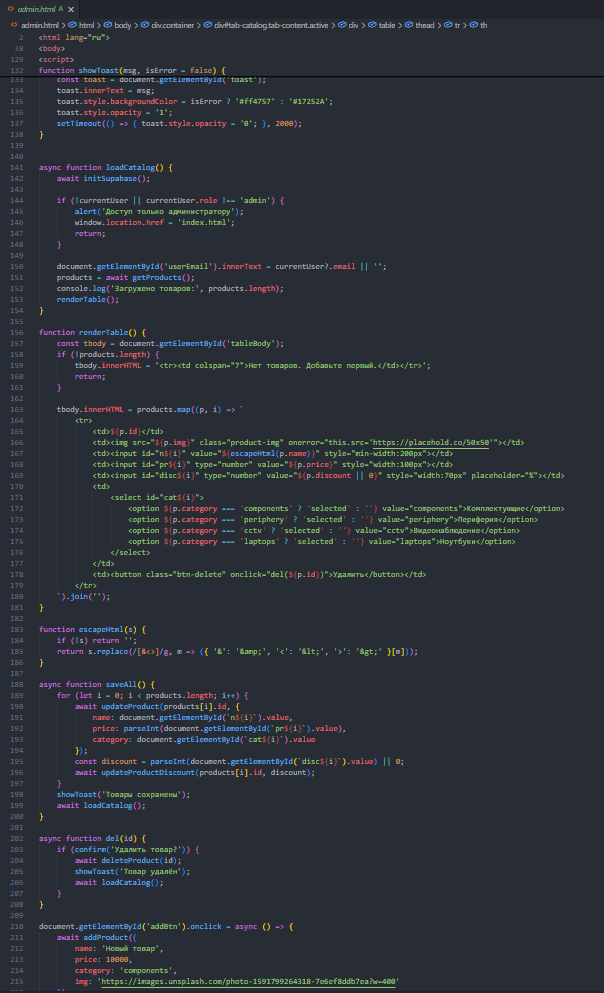 admin.html A ×
admin.html > html > body > div.container > div#tab-catalog.tab-content.active > div > table > thead > tr > th
2 <html lang="ru">
38 <body>
129 <script>
132 function showToast(msg, isError = false) {
133 const toast = document.getElementById('toast');
134 toast.innerText = msg;
135 toast.style.backgroundColor = isError ? '#ff4757' : '#17252A';
136 toast.style.opacity = '1';
137 setTimeout(() => { toast.style.opacity = '0'; }, 2000);
138 }
139
140
141 async function loadCatalog() {
142 await initSupabase();
143
144 if (!currentUser || currentUser.role !== 'admin') {
145 alert('Доступ только администратору');
146 window.location.href = 'index.html';
147 return;
148 }
149
150 document.getElementById('userEmail').innerText = currentUser?.email || '';
151 products = await getProducts();
152 console.log('Загружено товаров:', products.length);
153 renderTable();
154 }
155
156 function renderTable() {
157 const tbody = document.getElementById('tableBody');
158 if (!products.length) {
159 tbody.innerHTML = '<tr><td colspan="7">Нет товаров. Добавьте первый.</td></tr>';
160 return;
161 }
162
163 tbody.innerHTML = products.map((p, i) => `
164 <tr>
165 <td>${p.id}</td>
166 <td><img src="${p.img}" class="product-img" onerror="this.src='https://placehold.co/50x50'"></td>
167 <td><input id="n${i}" value="${escapeHtml(p.name)}" style="min-width:200px"></td>
168 <td><input id="pr${i}" type="number" value="${p.price}" style="width:100px"></td>
169 <td><input id="disc${i}" type="number" value="${p.discount || 0}" style="width:70px" placeholder="%"></td>
170 <td>
171 <select id="cat${i}">
172 <option ${p.category === 'components' ? 'selected' : ''} value="components">Комплектующие</option>
173 <option ${p.category === 'periphery' ? 'selected' : ''} value="periphery">Периферия</option>
174 <option ${p.category === 'cctv' ? 'selected' : ''} value="cctv">Видеонаблюдение</option>
175 <option ${p.category === 'laptops' ? 'selected' : ''} value="laptops">Ноутбуки</option>
176 </select>
177 </td>
178 <td><button class="btn-delete" onclick="del(${p.id})">Удалить</button></td>
179 </tr>
180 `).join('');
181 }
182
183 function escapeHtml(s) {
184 if (!s) return '';
185 return s.replace(/[&<>]/g, m => ({ '&': '&amp;', '<': '&lt;', '>': '&gt;' }[m]));
186 }
187
188 async function saveAll() {
189 for (let i = 0; i < products.length; i++) {
190 await updateProduct(products[i].id, {
191 name: document.getElementById(`n${i}`).value,
192 price: parseInt(document.getElementById(`pr${i}`).value),
193 category: document.getElementById(`cat${i}`).value
194 });
195 const discount = parseInt(document.getElementById(`disc${i}`).value) || 0;
196 await updateProductDiscount(products[i].id, discount);
197 }
198 showToast('Товары сохранены');
199 await loadCatalog();
200 }
201
202 async function del(id) {
203 if (confirm('Удалить товар?')) {
204 await deleteProduct(id);
205 showToast('Товар удалён');
206 await loadCatalog();
207 }
208 }
209
210 document.getElementById('addBtn').onclick = async () => {
211 await addProduct({
212 name: 'Новый товар',
213 price: 10000,
214 category: 'components',
215 img: 'https://images.unsplash.com/photo-1591799264318-7e6ef8ddb7ea?w=400'